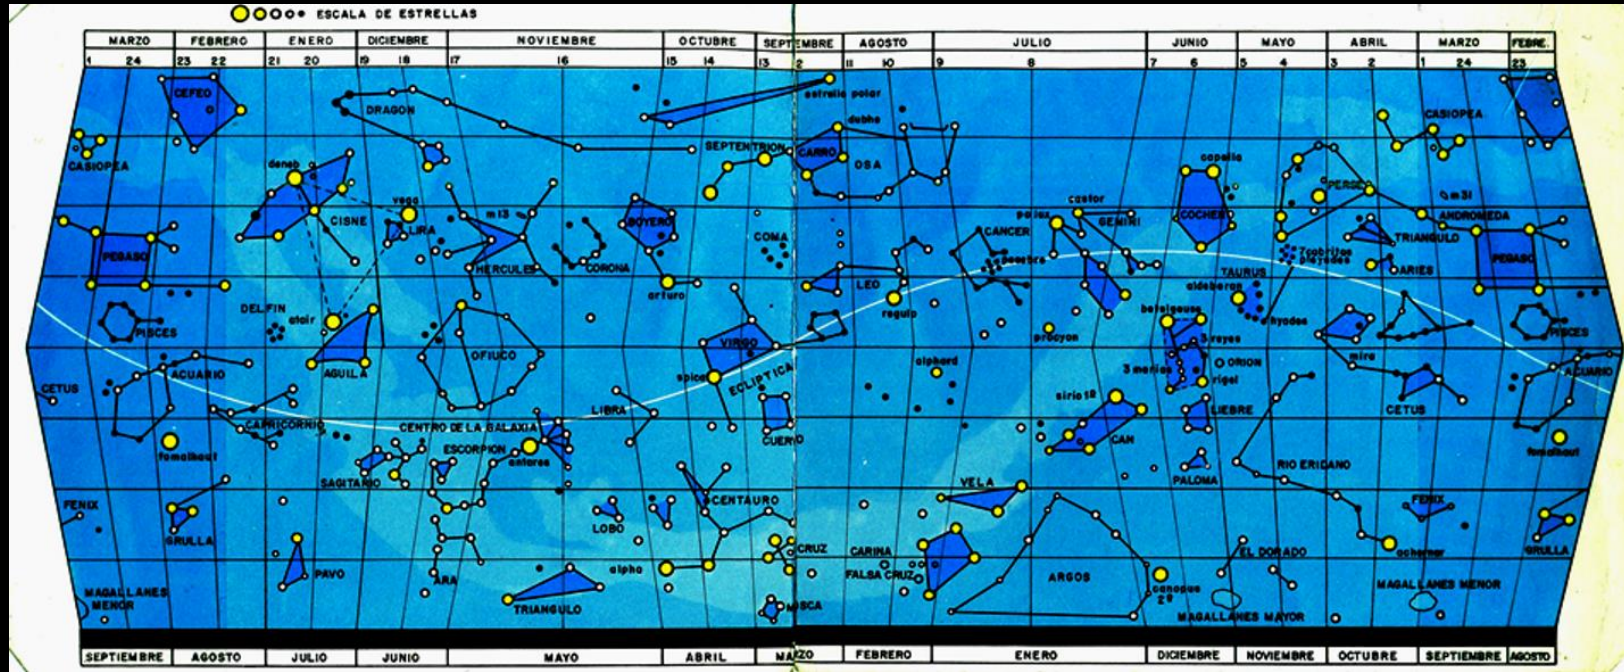 ESCALA DE ESTRELLAS
MARZO FEBRERO ENERO DICIEMBRE NOVIEMBRE OCTUBRE SEPTIEMBRE AGOSTO JULIO JUNIO MAYO ABRIL MARZO FEBRE.
1 24 23 22 21 20 19 18 17 16 15 14 13 12 11 10 9 8 7 6 5 4 3 2 1 24 23
CEFEO
DRAGON
estrella polar
CASIOPEA
dubhe
SEPTENTRION
CARRO
OSA
CASIOPEA
deneb
capella
PERSEO
m31
vega
CISNE
LIRA
m13
BOYERO
castor
pollux
GEMINI
COCHERO
ANDROMEDA
PEGASO
HERCULES
CORONA
COMA
CANCER
pesebre
7 cabritos
pleyades
TRIANGULO
ARIES
PEGASO
arturo
LEO
regulo
TAURUS
aldebaran
hyades
DELFIN
atair
PISCES
betelgeuse
PISCES
procyon
3 reyes
AGUILA
OFIUCO
VIRGO
ACUARIO
spica
ECLIPTICA
alphard
3 marias
ORION
rigel
mira
ACUARIO
CETUS
sirio 1ª
LIEBRE
CETUS
CAPRICORNIO
CENTRO DE LA GALAXIA
LIBRA
CUERVO
CAN
fomalhaut
ESCORPION
antares
fomalhaut
SAGITARIO
RIO ERIDANO
PALOMA
VELA
FENIX
CENTAURO
FENIX
GRULLA
LOBO
achernar
GRULLA
CRUZ
CARINA
EL DORADO
PAVO
ARA
alpha
FALSA CRUZ
ARGOS
canopus
2ª
MAGALLANES
MENOR
TRIANGULO
MOSCA
MAGALLANES MENOR
MAGALLANES MAYOR
SEPTIEMBRE AGOSTO JULIO JUNIO MAYO ABRIL MARZO FEBRERO ENERO DICIEMBRE NOVIEMBRE OCTUBRE SEPTIEMBRE AGOSTO